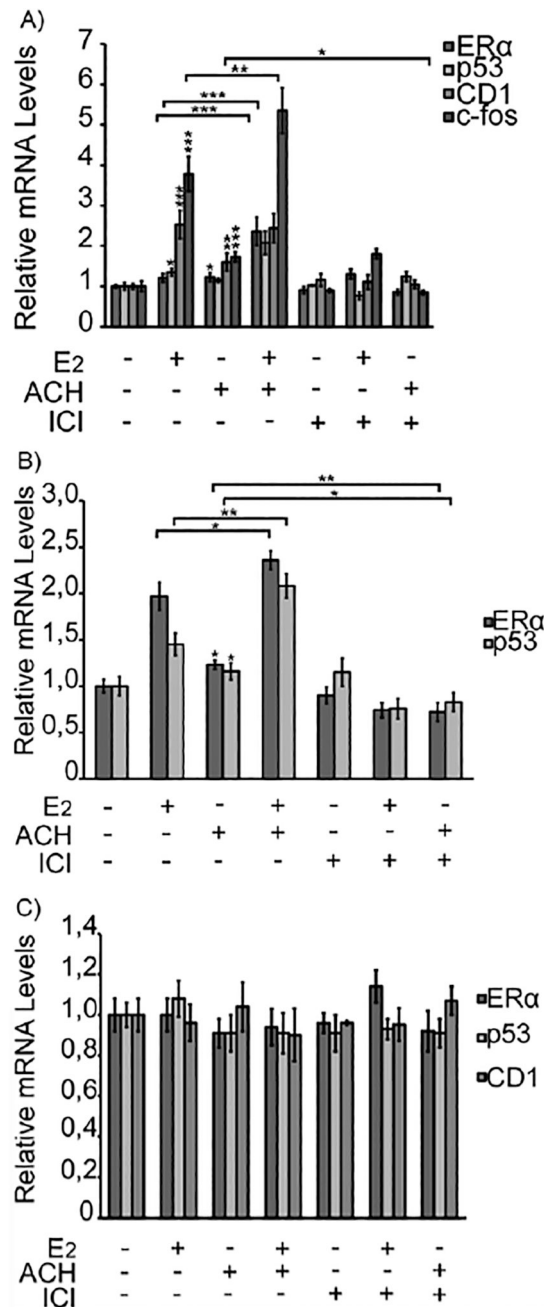 A)
Relative mRNA Levels
7
6
5
4
3
2
1
0
ERα
p53
CD1
c-fos
*
**
***
***
*** *** * *** ** * 
E2 - + - + - + -
ACH - - + + - - +
ICI - - - - + + +
B)
Relative mRNA Levels
3,0
2,5
2,0
1,5
1,0
0,5
0
ERα
p53
**
*
**
*
* *
E2 - + - + - + -
ACH - - + + - - +
ICI - - - - + + +
C)
Relative mRNA Levels
1,4
1,2
1,0
0,8
0,6
0,4
0,2
0
ERα
p53
CD1
E2 - + - + - + -
ACH - - + + - - +
ICI - - - - + + +